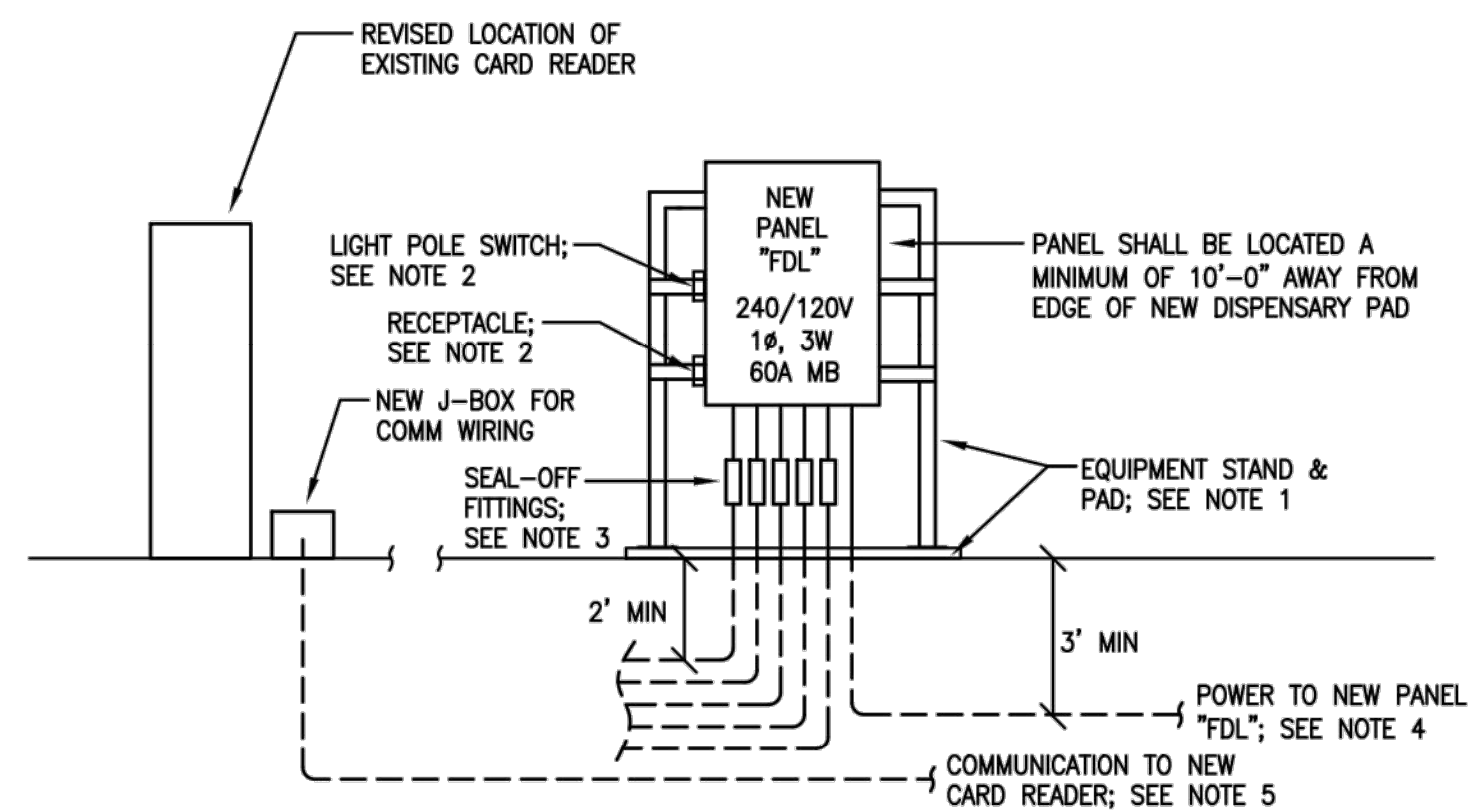 REVISED LOCATION OF
EXISTING CARD READER
NEW
PANEL
"FDL"
240/120V
1ø, 3W
60A MB
LIGHT POLE SWITCH;
SEE NOTE 2
RECEPTACLE;
SEE NOTE 2
NEW J-BOX FOR
COMM WIRING
SEAL-OFF
FITTINGS;
SEE NOTE 3
PANEL SHALL BE LOCATED A
MINIMUM OF 10'-0" AWAY FROM
EDGE OF NEW DISPENSARY PAD
EQUIPMENT STAND &
PAD; SEE NOTE 1
2' MIN
3' MIN
POWER TO NEW PANEL
"FDL"; SEE NOTE 4
COMMUNICATION TO NEW
CARD READER; SEE NOTE 5